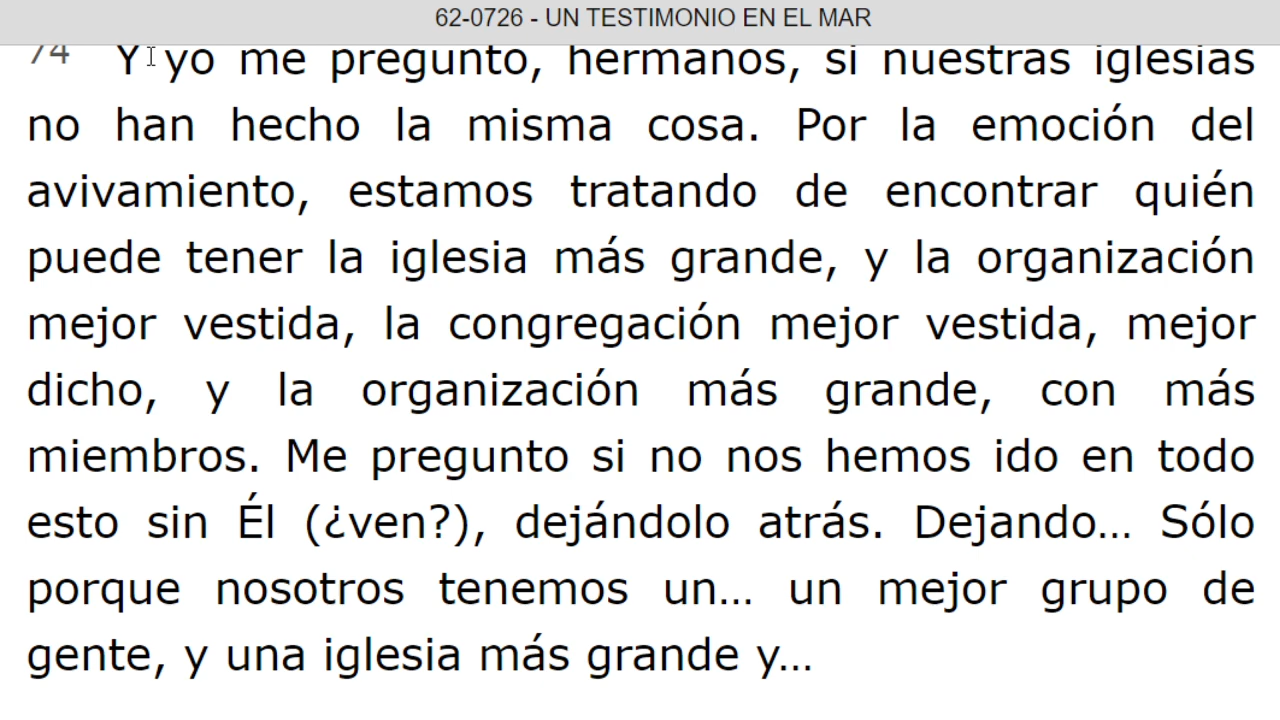 62-0726 - UN TESTIMONIO EN EL MAR
74 Y yo me pregunto, hermanos, si nuestras iglesias
no han hecho la misma cosa. Por la emoción del
avivamiento, estamos tratando de encontrar quién
puede tener la iglesia más grande, y la organización
mejor vestida, la congregación mejor vestida, mejor
dicho, y la organización más grande, con más
miembros. Me pregunto si no nos hemos ido en todo
esto sin Él (¿ven?), dejándolo atrás. Dejando… Sólo
porque nosotros tenemos un… un mejor grupo de
gente, y una iglesia más grande y…